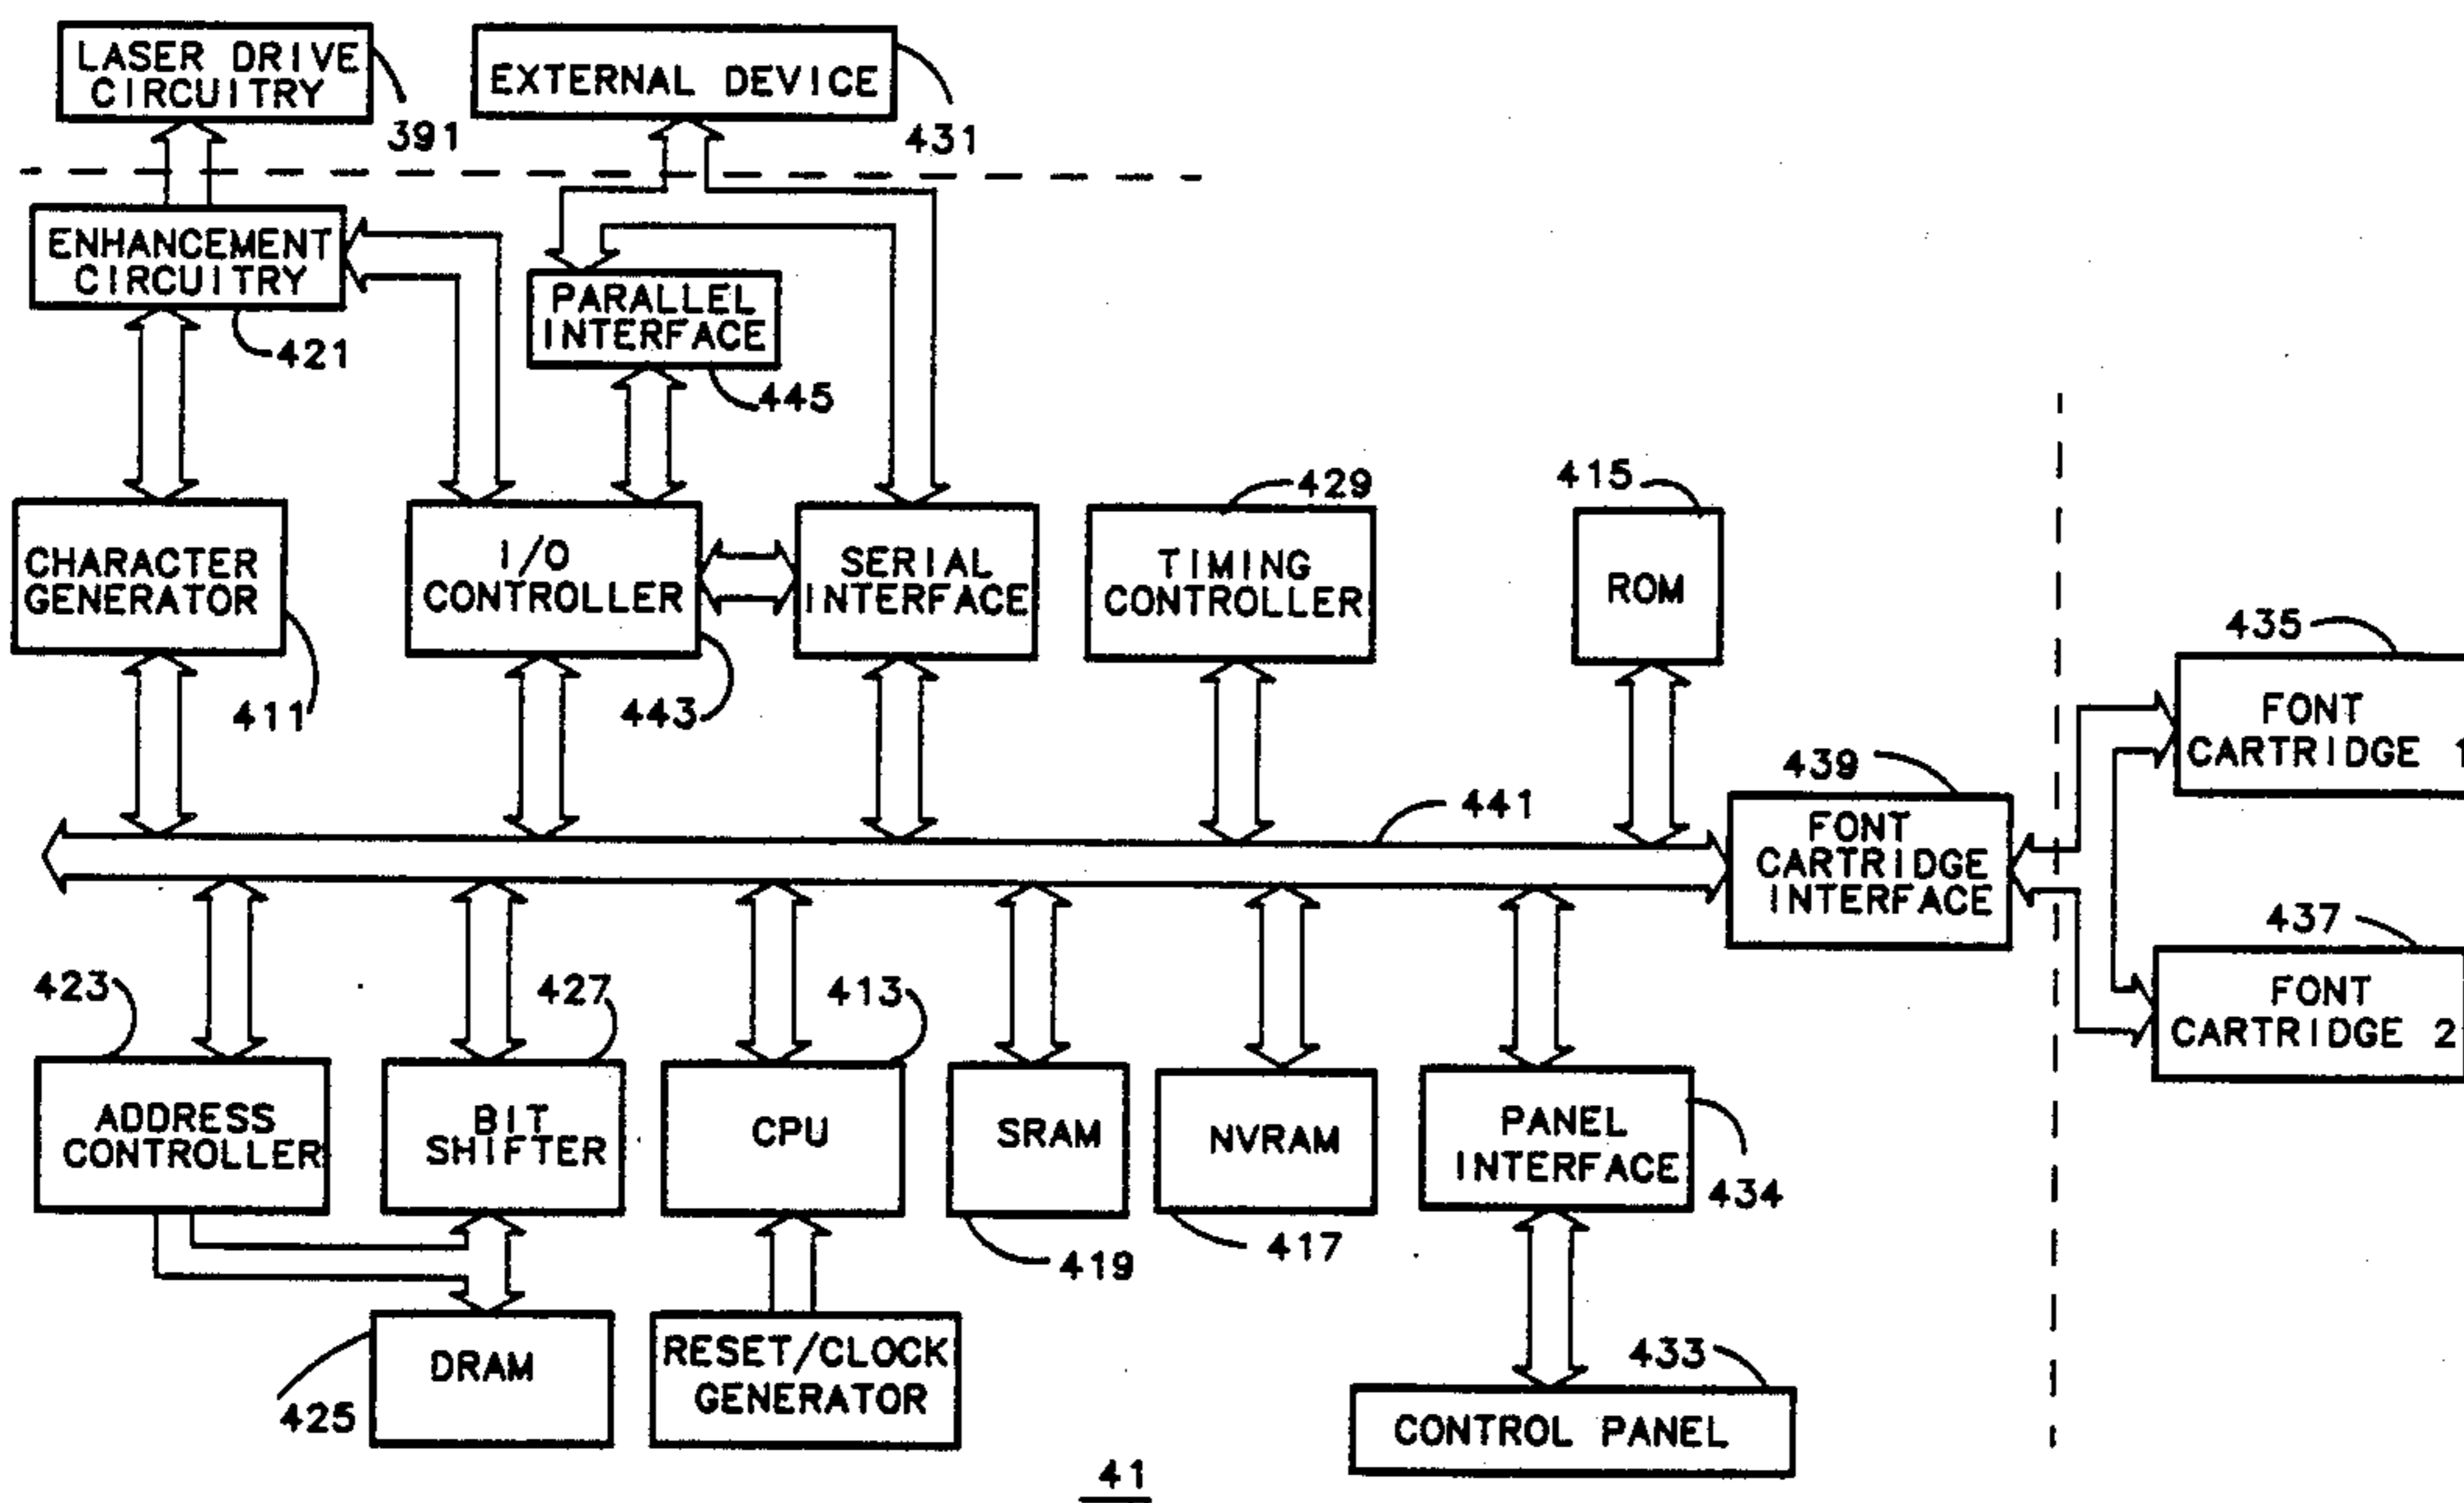 LASER DRIVE
CIRCUITRY
391
EXTERNAL DEVICE
431
ENHANCEMENT
CIRCUITRY
421
PARALLEL
INTERFACE
445
CHARACTER
GENERATOR
411
I/O
CONTROLLER
443
SERIAL
INTERFACE
429
TIMING
CONTROLLER
415
ROM
435
FONT
CARTRIDGE 1
439
FONT
CARTRIDGE
INTERFACE
441
437
FONT
CARTRIDGE 2
423
ADDRESS
CONTROLLER
427
BIT
SHIFTER
413
CPU
SRAM
419
NVRAM
417
PANEL
INTERFACE
434
DRAM
425
RESET/CLOCK
GENERATOR
433
CONTROL PANEL
41